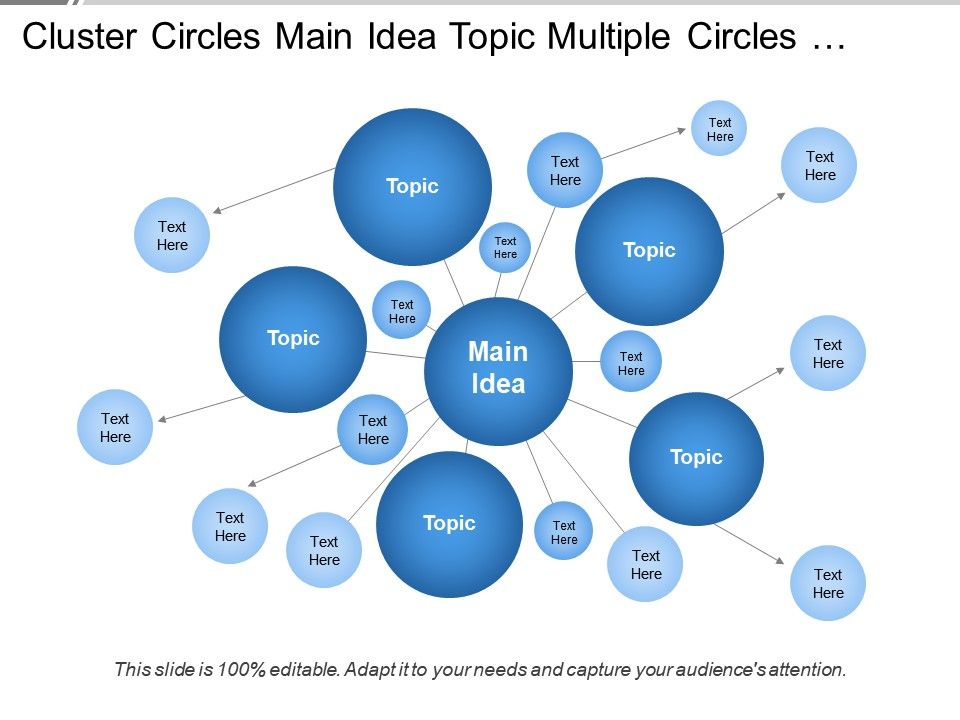 Cluster Circles Main Idea Topic Multiple Circles …
Text
Here
Text
Here
Text
Here
Topic
Text
Here
Text
Here
Topic
Text
Here
Topic
Text
Here
Main
Idea
Text
Here
Text
Here
Text
Here
Text
Here
Topic
Topic
Text
Here
Text
Here
Text
Here
Text
Here
Text
Here
This slide is 100% editable. Adapt it to your needs and capture your audience's attention.